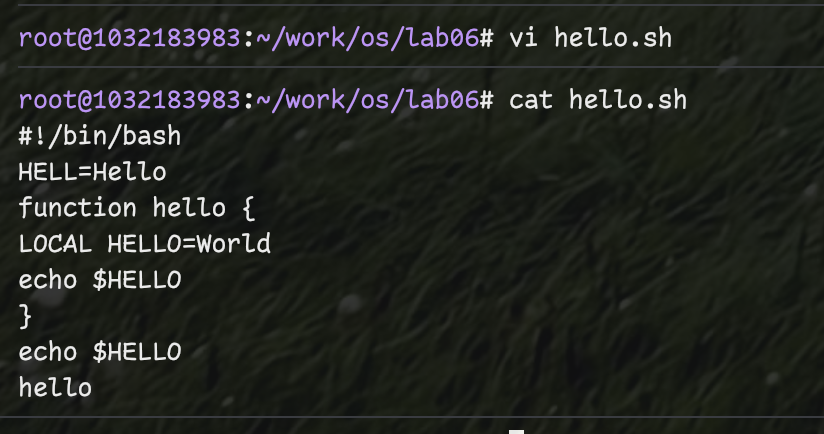 root@1032183983:~/work/os/lab06# vi hello.sh
root@1032183983:~/work/os/lab06# cat hello.sh
#!/bin/bash
HELL=Hello
function hello {
LOCAL HELLO=World
echo $HELLO
}
echo $HELLO
hello